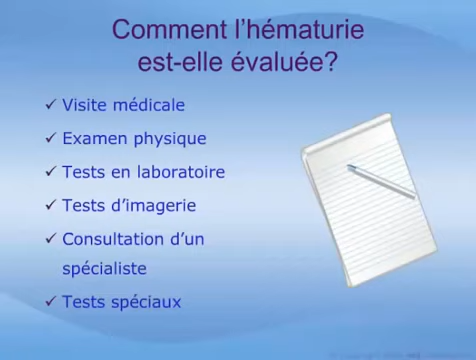 Comment l’hématurie
est-elle évaluée?
✓ Visite médicale
✓ Examen physique
✓ Tests en laboratoire
✓ Tests d’imagerie
✓ Consultation d’un
spécialiste
✓ Tests spéciaux